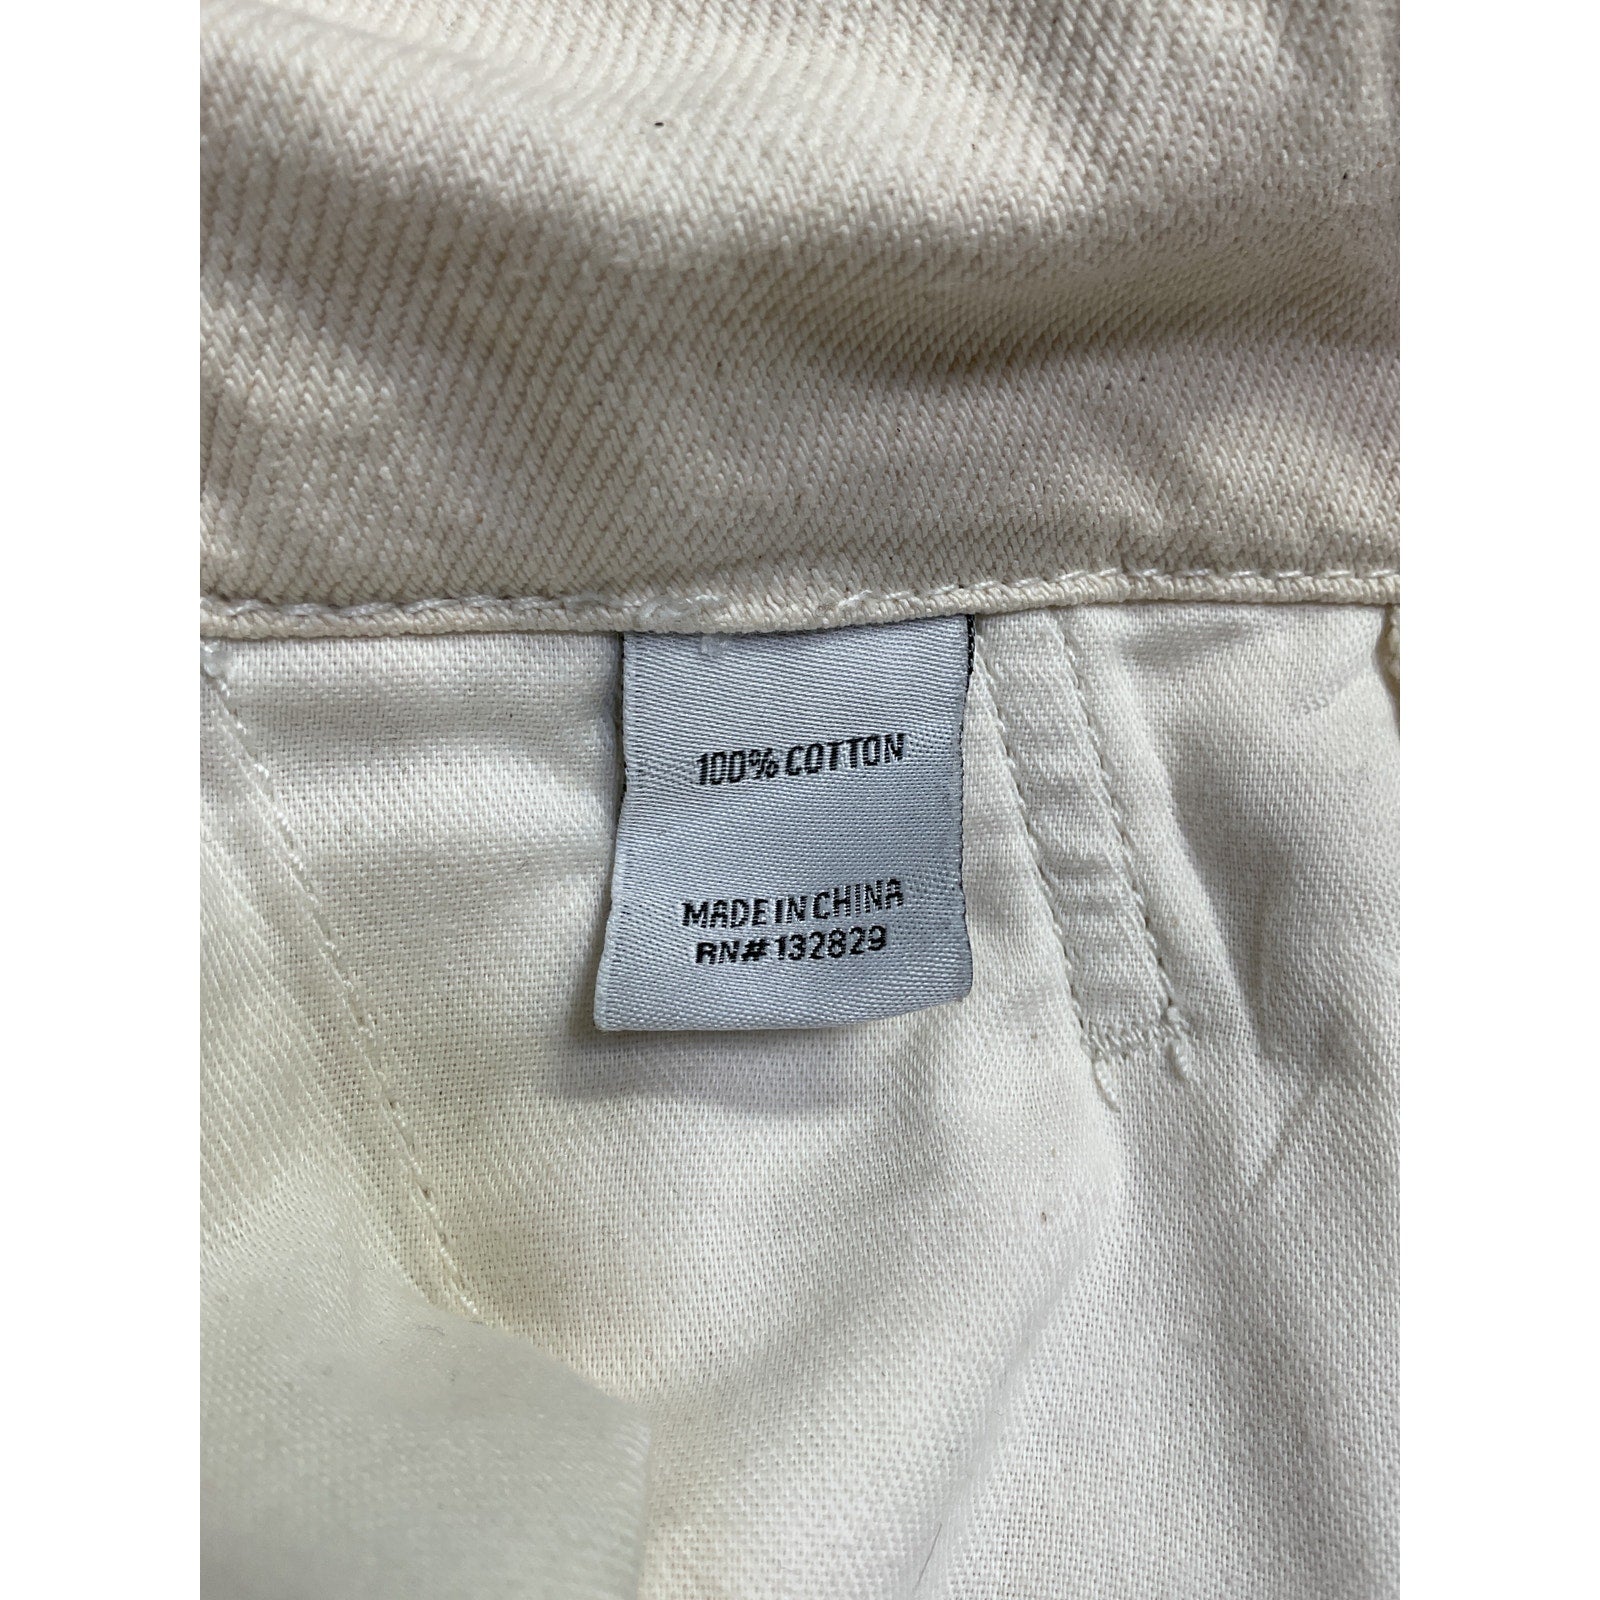 100% COTTON
MADE IN CHINA
RN# 132829